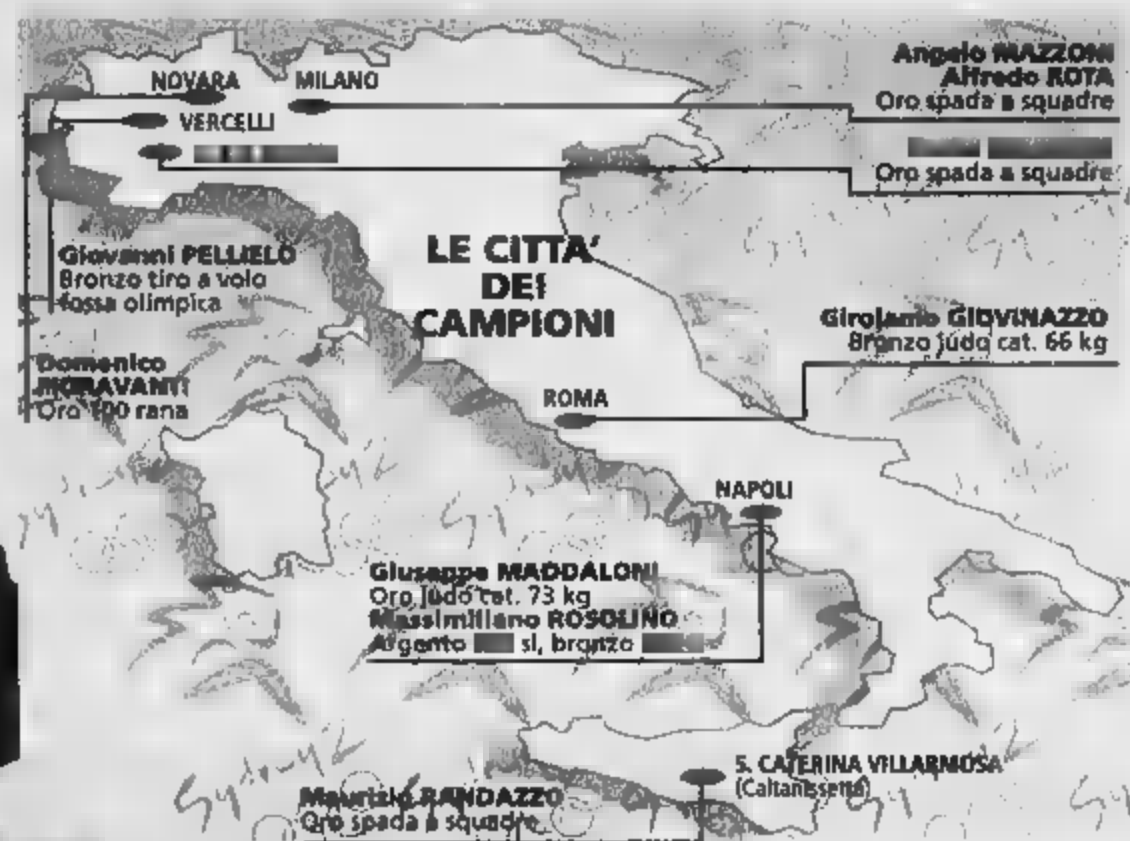 NOVARA
MILANO
VERCELLI
Angelo MAZZONI
Alfredo ROTA
Oro spada a squadre
Oro spada a squadre
Giovanni PELLIELO
Bronzo tiro a volo
fossa olimpica
LE CITTA'
DEI
CAMPIONI
Girolamo GIOVINAZZO
Bronzo judo cat. 66 kg
Domenico
FIORAVANTI
Oro 100 rana
ROMA
NAPOLI
Giuseppe MADDALONI
Oro judo cat. 73 kg
Massimiliano ROSOLINO
Argento sl, bronzo
S. CATERINA VILLARMOSA
(Caltanissetta)
Sydney
Maurizio RANDAZZO
Oro spada a squadre